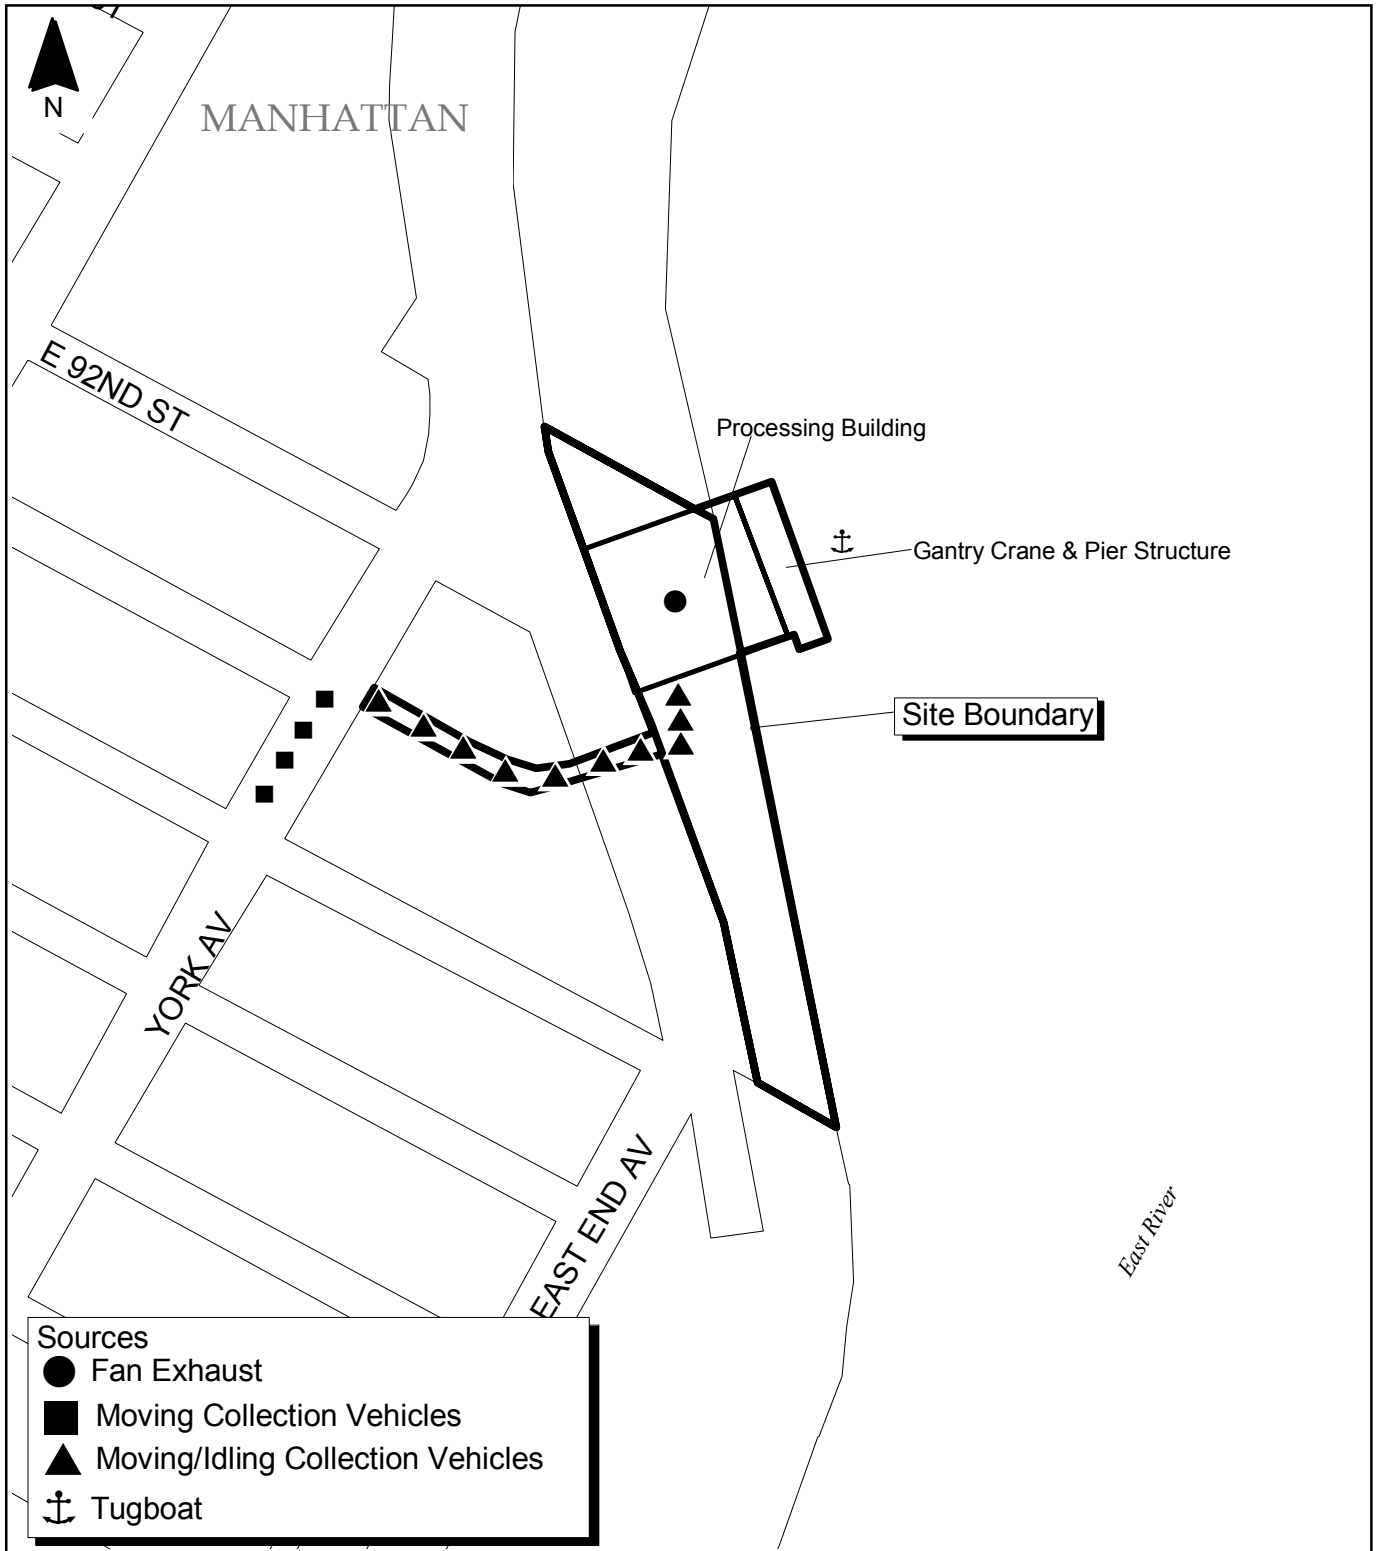 N
MANHATTAN
E 92ND ST
Processing Building
Gantry Crane & Pier Structure
Site Boundary
YORK AV
EAST END AV
East River
Sources
Fan Exhaust
Moving Collection Vehicles
Moving/Idling Collection Vehicles
Tugboat